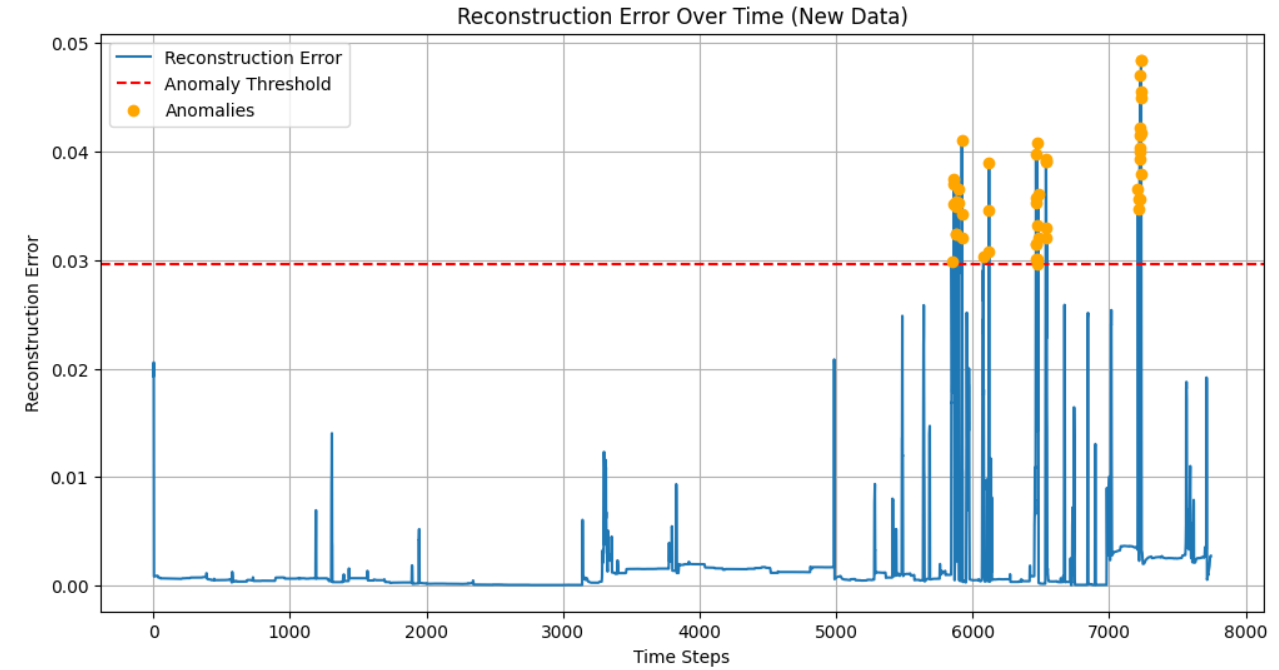 Reconstruction Error Over Time (New Data)
Reconstruction Error
Anomaly Threshold
Anomalies
Reconstruction Error
0.05
0.04
0.03
0.02
0.01
0.00
0 1000 2000 3000 4000 5000 6000 7000 8000
Time Steps